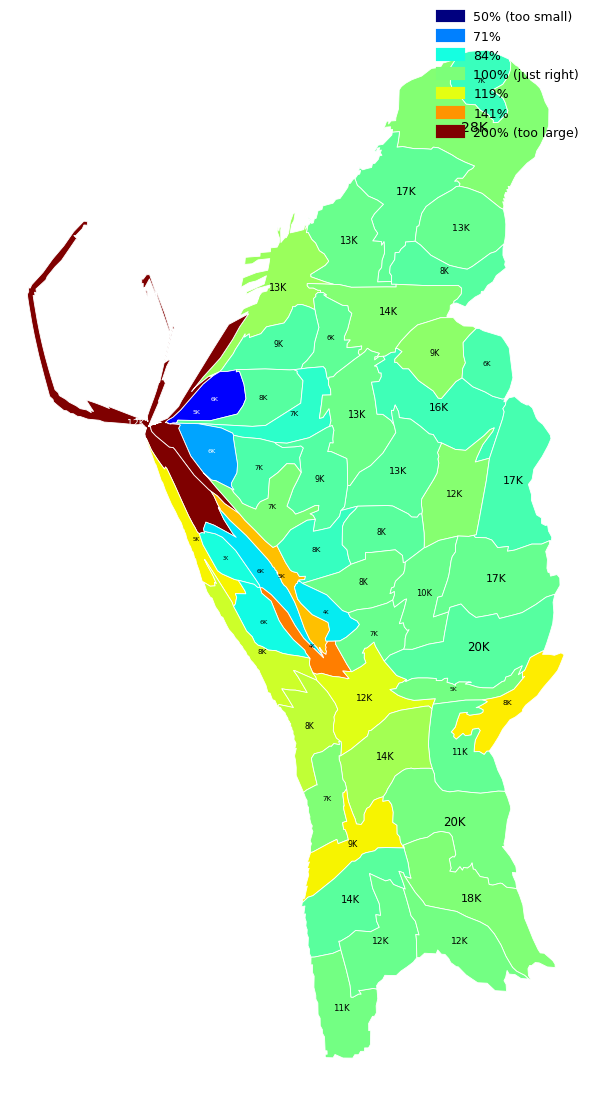 50% (too small)
71%
84%
100% (just right)
119%
141%
200% (too large)
7K
28K
17K
13K
13K
8K
13K
14K
9K
6K
9K
6K
6K
8K
16K
5K
7K
13K
12K
6K
7K
13K
9K
17K
12K
7K
8K
5K
8K
3K
6K
5K
8K
17K
10K
4K
6K
7K
4K
8K
20K
5K
12K
8K
8K
11K
14K
7K
20K
9K
14K
18K
12K
12K
11K